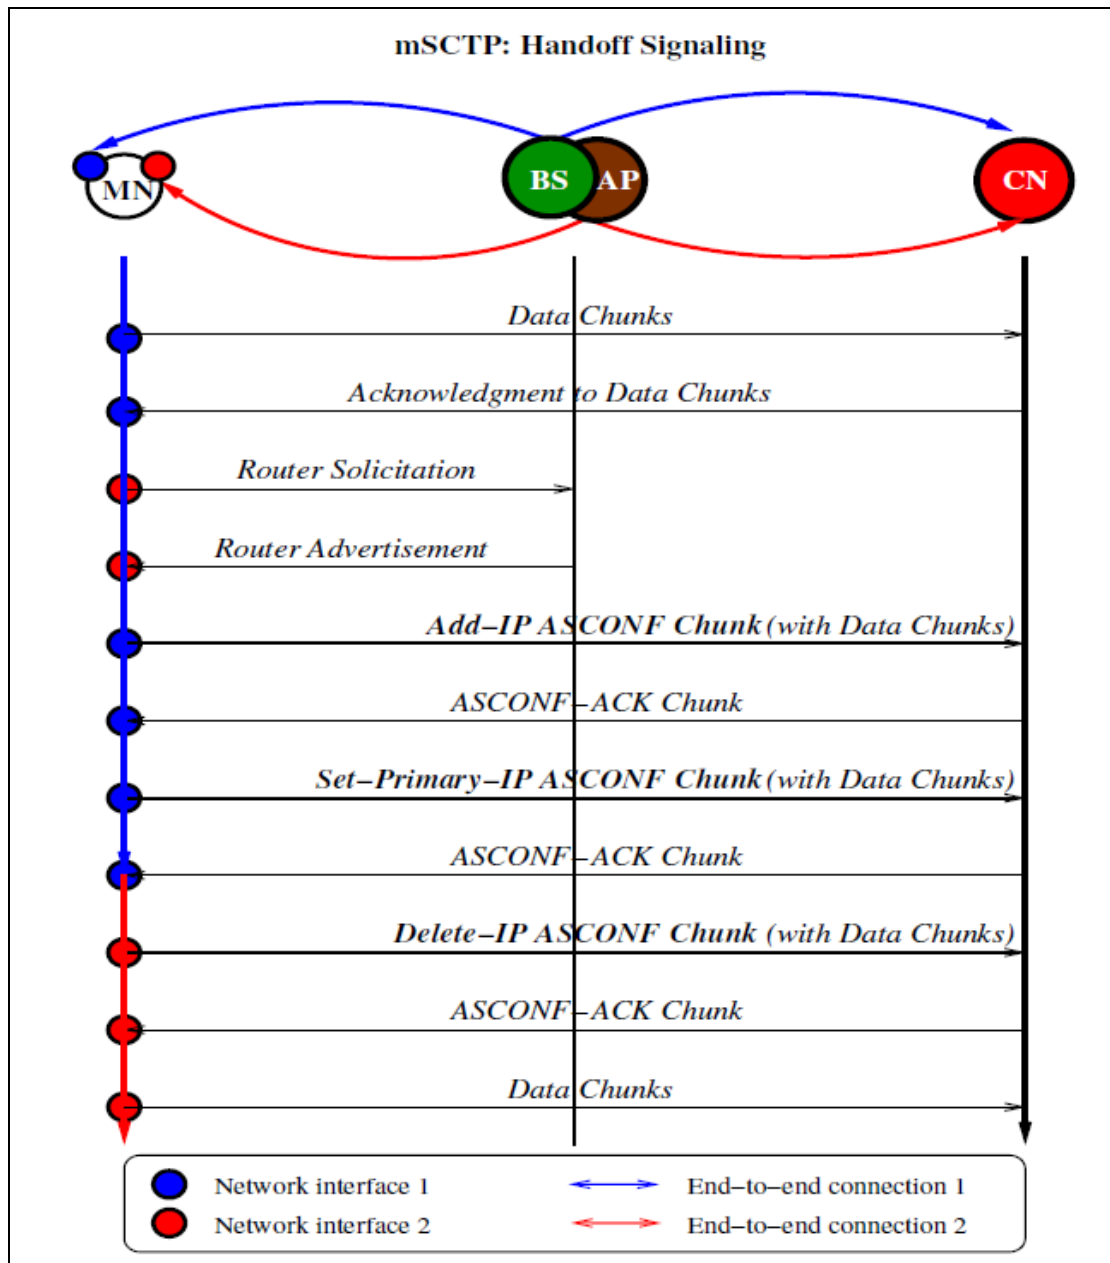 mSCTP: Handoff Signaling
MN
BS
AP
CN
Data Chunks
Acknowledgment to Data Chunks
Router Solicitation
Router Advertisement
Add–IP ASCONF Chunk (with Data Chunks)
ASCONF–ACK Chunk
Set–Primary–IP ASCONF Chunk (with Data Chunks)
ASCONF–ACK Chunk
Delete–IP ASCONF Chunk (with Data Chunks)
ASCONF–ACK Chunk
Data Chunks
Network interface 1
End–to–end connection 1
Network interface 2
End–to–end connection 2